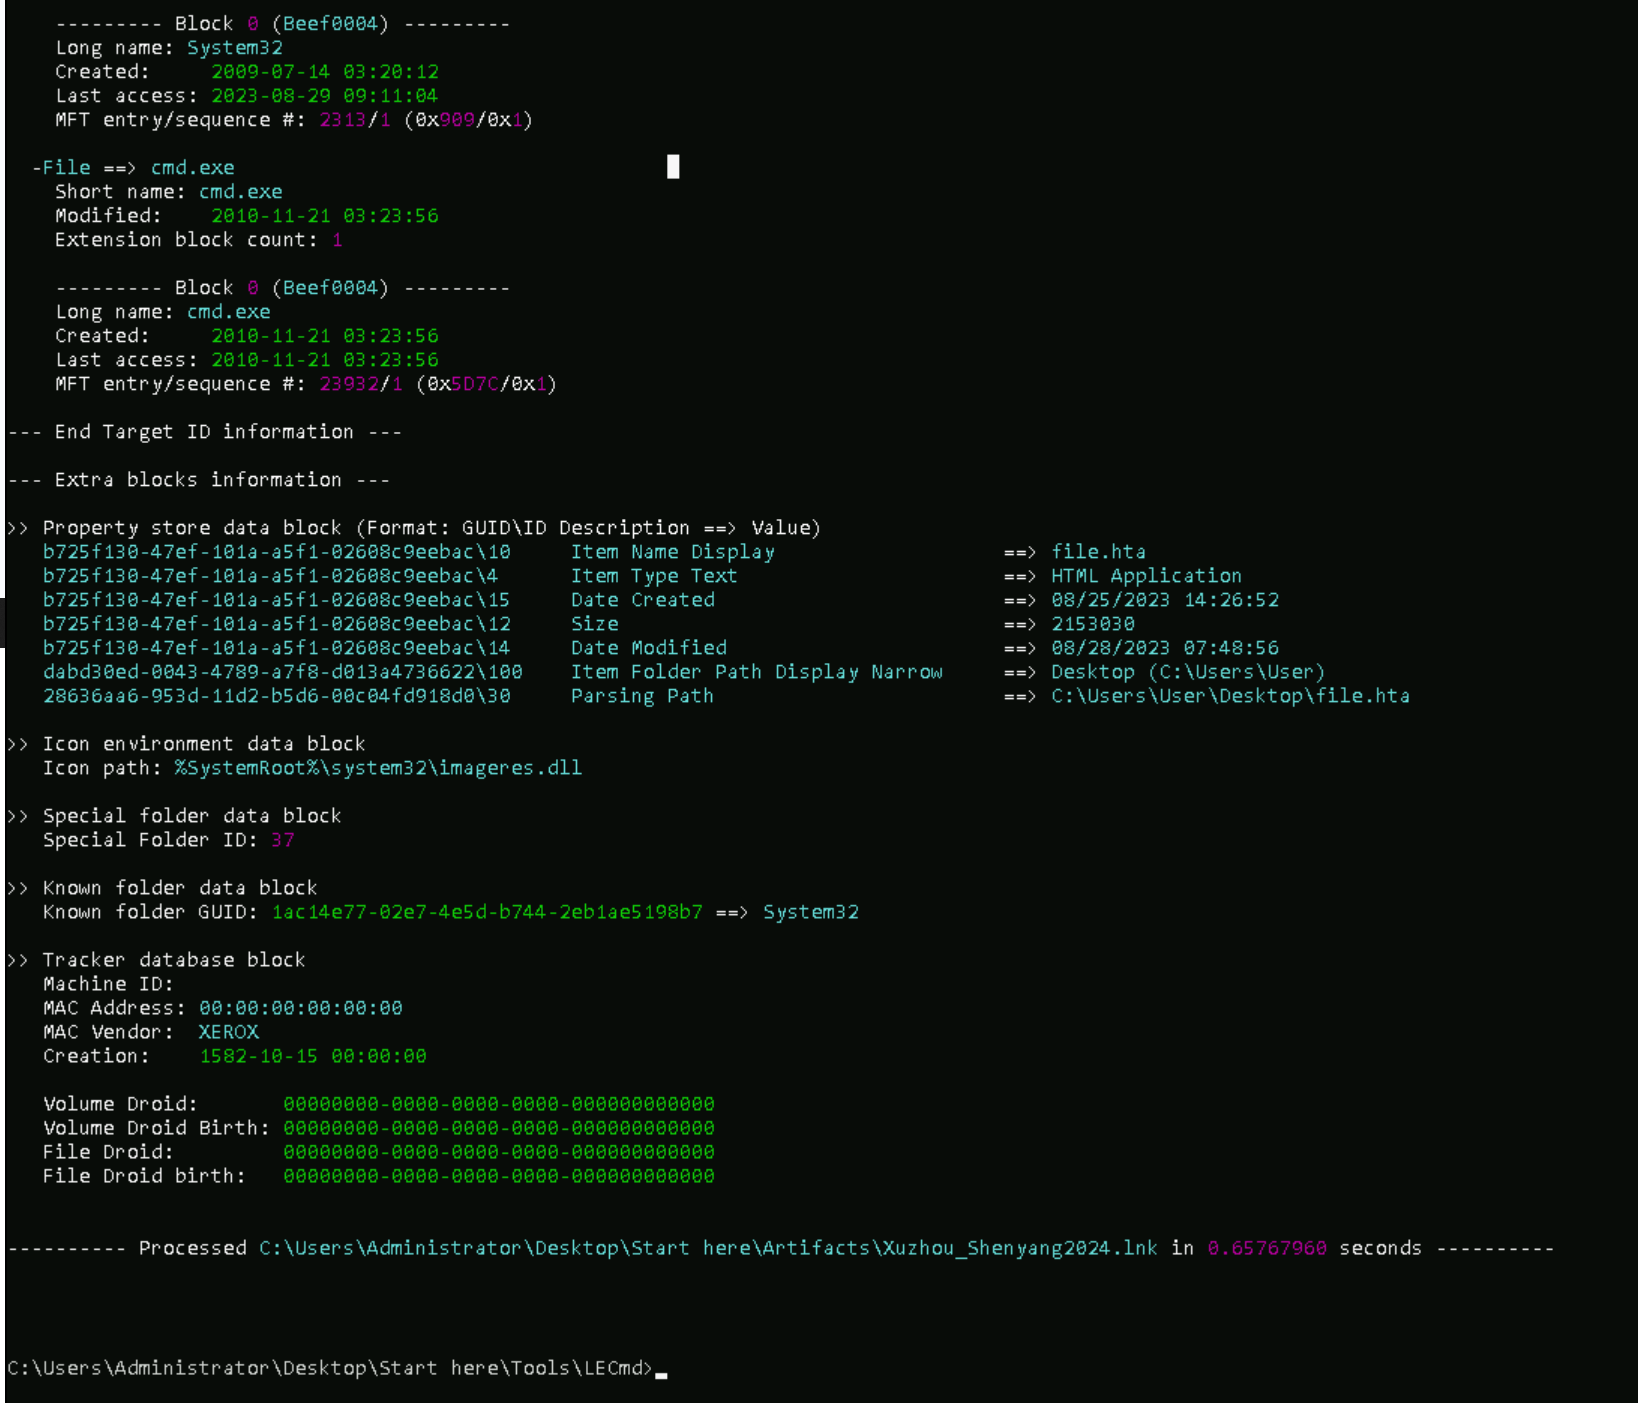 --------- Block 0 (Beef0004) ---------
Long name: System32
Created:     2009-07-14 03:20:12
Last access: 2023-08-29 09:11:04
MFT entry/sequence #: 2313/1 (0x909/0x1)
-File ==> cmd.exe
Short name: cmd.exe
Modified:    2010-11-21 03:23:56
Extension block count: 1
--------- Block 0 (Beef0004) ---------
Long name: cmd.exe
Created:     2010-11-21 03:23:56
Last access: 2010-11-21 03:23:56
MFT entry/sequence #: 23932/1 (0x5D7C/0x1)
--- End Target ID information ---
--- Extra blocks information ---
>> Property store data block (Format: GUID\ID Description ==> Value)
b725f130-47ef-101a-a5f1-02608c9eebac\10     Item Name Display                   ==> file.hta
b725f130-47ef-101a-a5f1-02608c9eebac\4      Item Type Text                      ==> HTML Application
b725f130-47ef-101a-a5f1-02608c9eebac\15     Date Created                        ==> 08/25/2023 14:26:52
b725f130-47ef-101a-a5f1-02608c9eebac\12     Size                                ==> 2153030
b725f130-47ef-101a-a5f1-02608c9eebac\14     Date Modified                       ==> 08/28/2023 07:48:56
dabd30ed-0043-4789-a7f8-d013a4736622\100    Item Folder Path Display Narrow     ==> Desktop (C:\Users\User)
28636aa6-953d-11d2-b5d6-00c04fd918d0\30     Parsing Path                        ==> C:\Users\User\Desktop\file.hta
>> Icon environment data block
Icon path: %SystemRoot%\system32\imageres.dll
>> Special folder data block
Special Folder ID: 37
>> Known folder data block
Known folder GUID: 1ac14e77-02e7-4e5d-b744-2eb1ae5198b7 ==> System32
>> Tracker database block
Machine ID:
MAC Address: 00:00:00:00:00:00
MAC Vendor:  XEROX
Creation:    1582-10-15 00:00:00
Volume Droid:       00000000-0000-0000-0000-000000000000
Volume Droid Birth: 00000000-0000-0000-0000-000000000000
File Droid:         00000000-0000-0000-0000-000000000000
File Droid birth:   00000000-0000-0000-0000-000000000000
---------- Processed C:\Users\Administrator\Desktop\Start here\Artifacts\Xuzhou_Shenyang2024.lnk in 0.65767960 seconds ----------
C:\Users\Administrator\Desktop\Start here\Tools\LECmd>